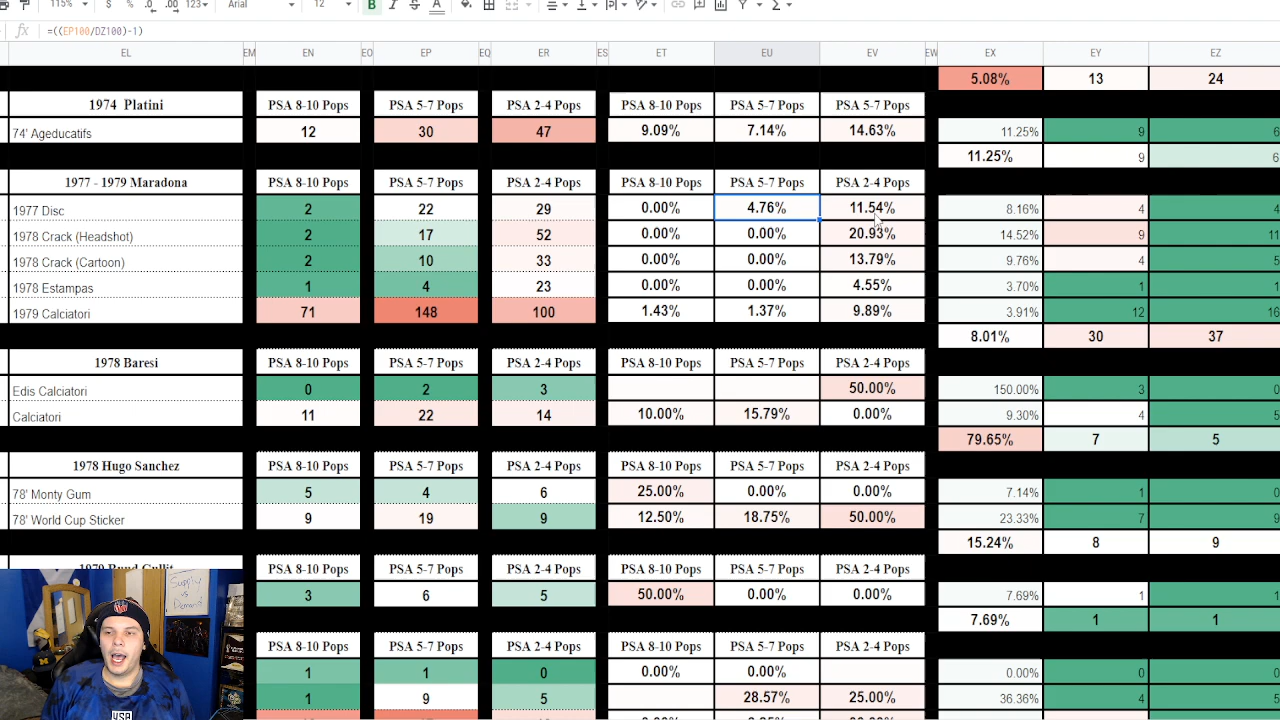 115% $ % .0 .00 123 Arial 12 B I S A
fx =((EP100/DZ100)-1)
EL EM EN EO EP EQ ER ES ET EU EV EW EX EY EZ
5.08% 13 24
1974 Platini PSA 8-10 Pops PSA 5-7 Pops PSA 2-4 Pops PSA 8-10 Pops PSA 5-7 Pops PSA 5-7 Pops
74' Ageducatifs 12 30 47 9.09% 7.14% 14.63% 11.25% 9 6
11.25% 9 6
1977 - 1979 Maradona PSA 8-10 Pops PSA 5-7 Pops PSA 2-4 Pops PSA 8-10 Pops PSA 5-7 Pops PSA 2-4 Pops
1977 Disc 2 22 29 0.00% 4.76% 11.54% 8.16% 4 4
1978 Crack (Headshot) 2 17 52 0.00% 0.00% 20.93% 14.52% 9 11
1978 Crack (Cartoon) 2 10 33 0.00% 0.00% 13.79% 9.76% 4 5
1978 Estampas 1 4 23 0.00% 0.00% 4.55% 3.70% 1 1
1979 Calciatori 71 148 100 1.43% 1.37% 9.89% 3.91% 12 16
8.01% 30 37
1978 Baresi PSA 8-10 Pops PSA 5-7 Pops PSA 2-4 Pops PSA 8-10 Pops PSA 5-7 Pops PSA 2-4 Pops
Edis Calciatori 0 2 3 50.00% 150.00% 3 0
Calciatori 11 22 14 10.00% 15.79% 0.00% 9.30% 4 5
79.65% 7 5
1978 Hugo Sanchez PSA 8-10 Pops PSA 5-7 Pops PSA 2-4 Pops PSA 8-10 Pops PSA 5-7 Pops PSA 2-4 Pops
78' Monty Gum 5 4 6 25.00% 0.00% 0.00% 7.14% 1 0
78' World Cup Sticker 9 19 9 12.50% 18.75% 50.00% 23.33% 7 9
15.24% 8 9
1979 Ruud Gullit PSA 8-10 Pops PSA 5-7 Pops PSA 2-4 Pops PSA 8-10 Pops PSA 5-7 Pops PSA 2-4 Pops
3 6 5 50.00% 0.00% 0.00% 7.69% 1 1
7.69% 1 1
PSA 8-10 Pops PSA 5-7 Pops PSA 2-4 Pops PSA 8-10 Pops PSA 5-7 Pops PSA 2-4 Pops
1 1 0 0.00% 0.00% 0.00% 0 0
1 9 5 28.57% 25.00% 36.36% 4 5
Supply
vs
Demand